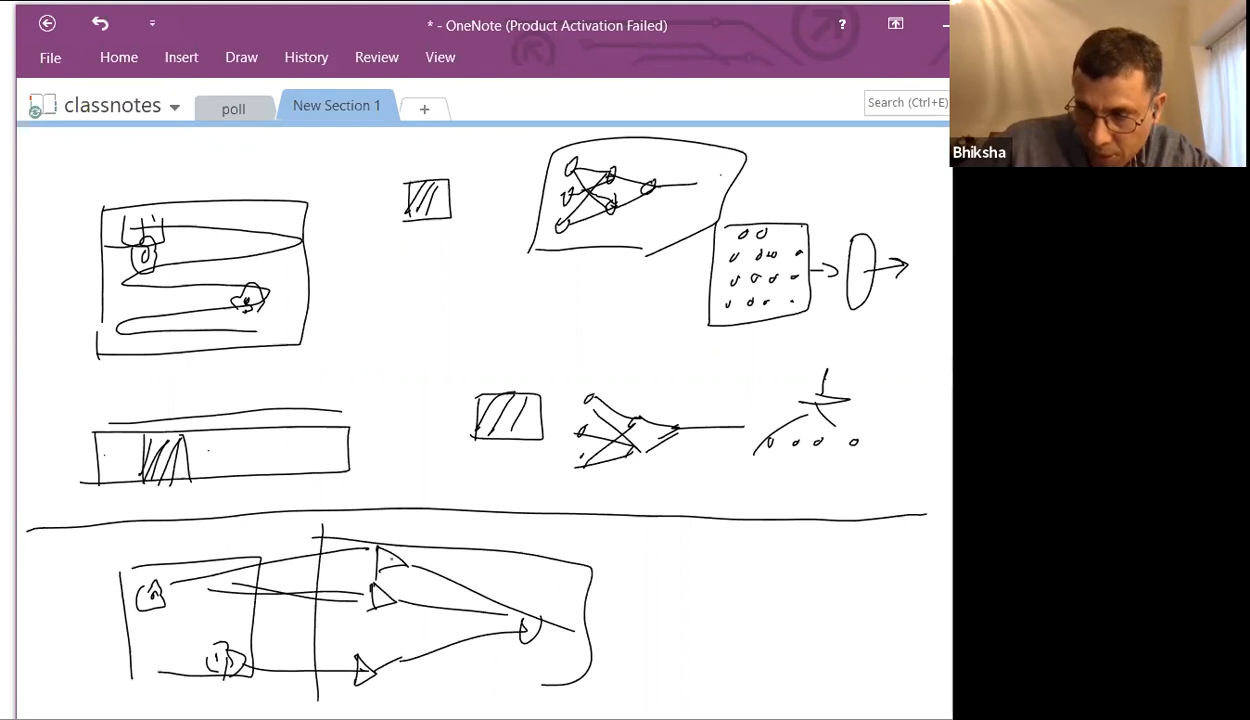 * - OneNote (Product Activation Failed)
?
File Home Insert Draw History Review View
classnotes poll New Section 1 +
Search (Ctrl+E)
Bhiksha